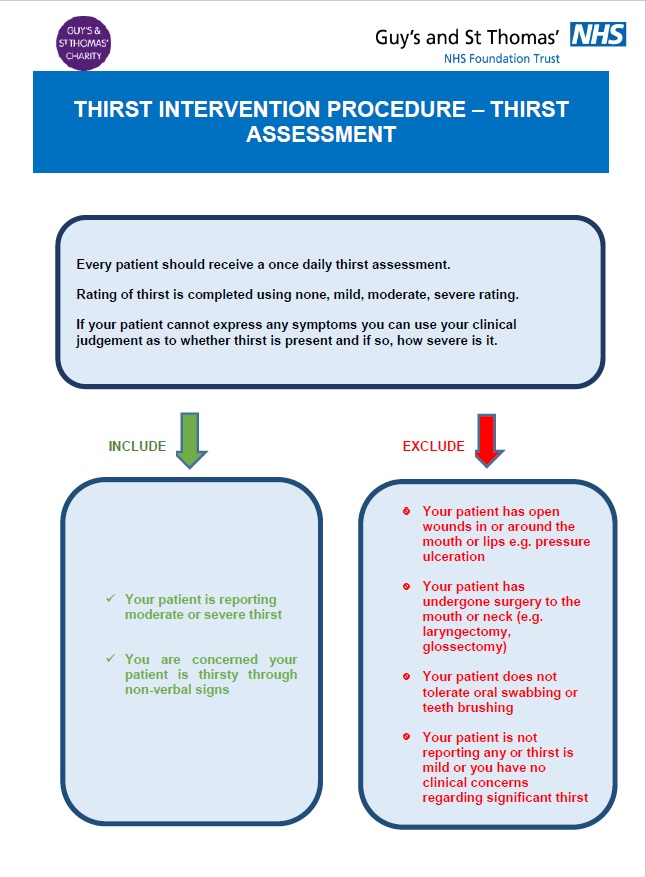 GUY'S &
ST THOMAS'
CHARITY
Guy's and St Thomas' NHS
NHS Foundation Trust
THIRST INTERVENTION PROCEDURE – THIRST
ASSESSMENT
Every patient should receive a once daily thirst assessment.
Rating of thirst is completed using none, mild, moderate, severe rating.
If your patient cannot express any symptoms you can use your clinical
judgement as to whether thirst is present and if so, how severe is it.
INCLUDE
✓ Your patient is reporting
moderate or severe thirst
✓ You are concerned your
patient is thirsty through
non-verbal signs
EXCLUDE
Your patient has open
wounds in or around the
mouth or lips e.g. pressure
ulceration
Your patient has
undergone surgery to the
mouth or neck (e.g.
laryngectomy,
glossectomy)
Your patient does not
tolerate oral swabbing or
teeth brushing
Your patient is not
reporting any or thirst is
mild or you have no
clinical concerns
regarding significant thirst